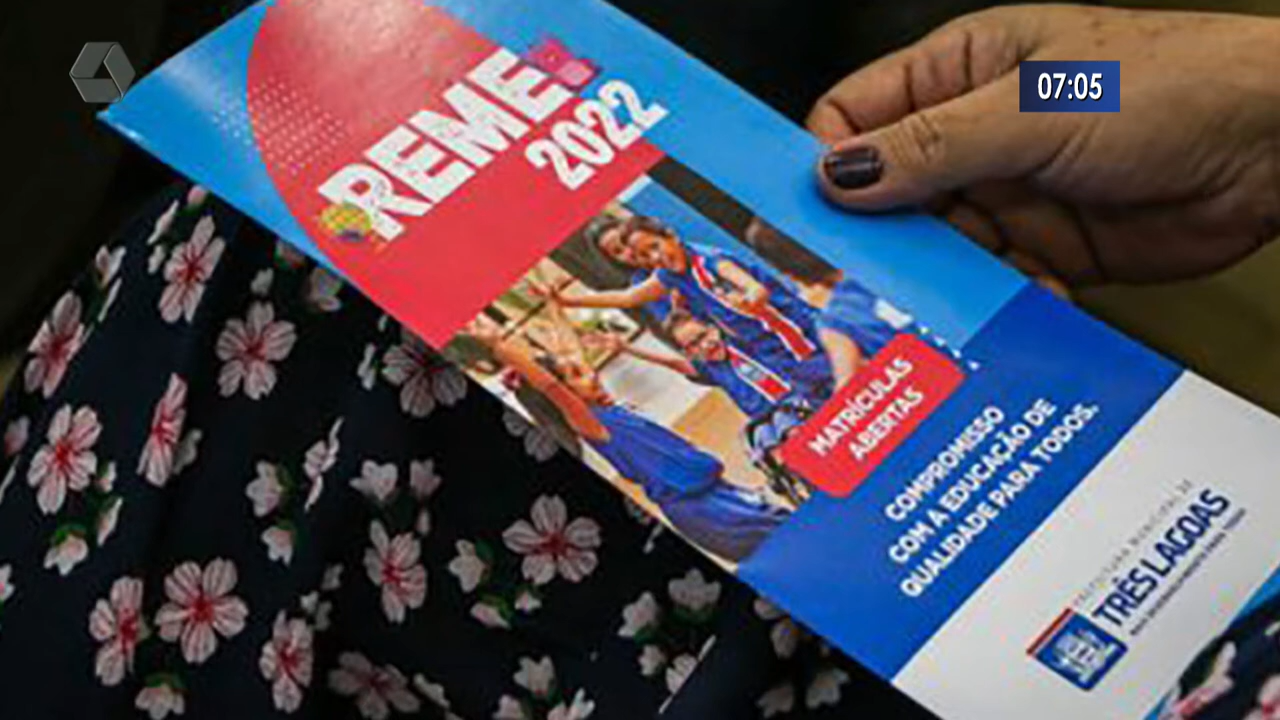 07:05
REME
2022
MATRÍCULAS
ABERTAS
COMPROMISSO
COM A EDUCAÇÃO DE
QUALIDADE PARA TODOS.
PREFEITURA MUNICIPAL DE
TRÊS LAGOAS